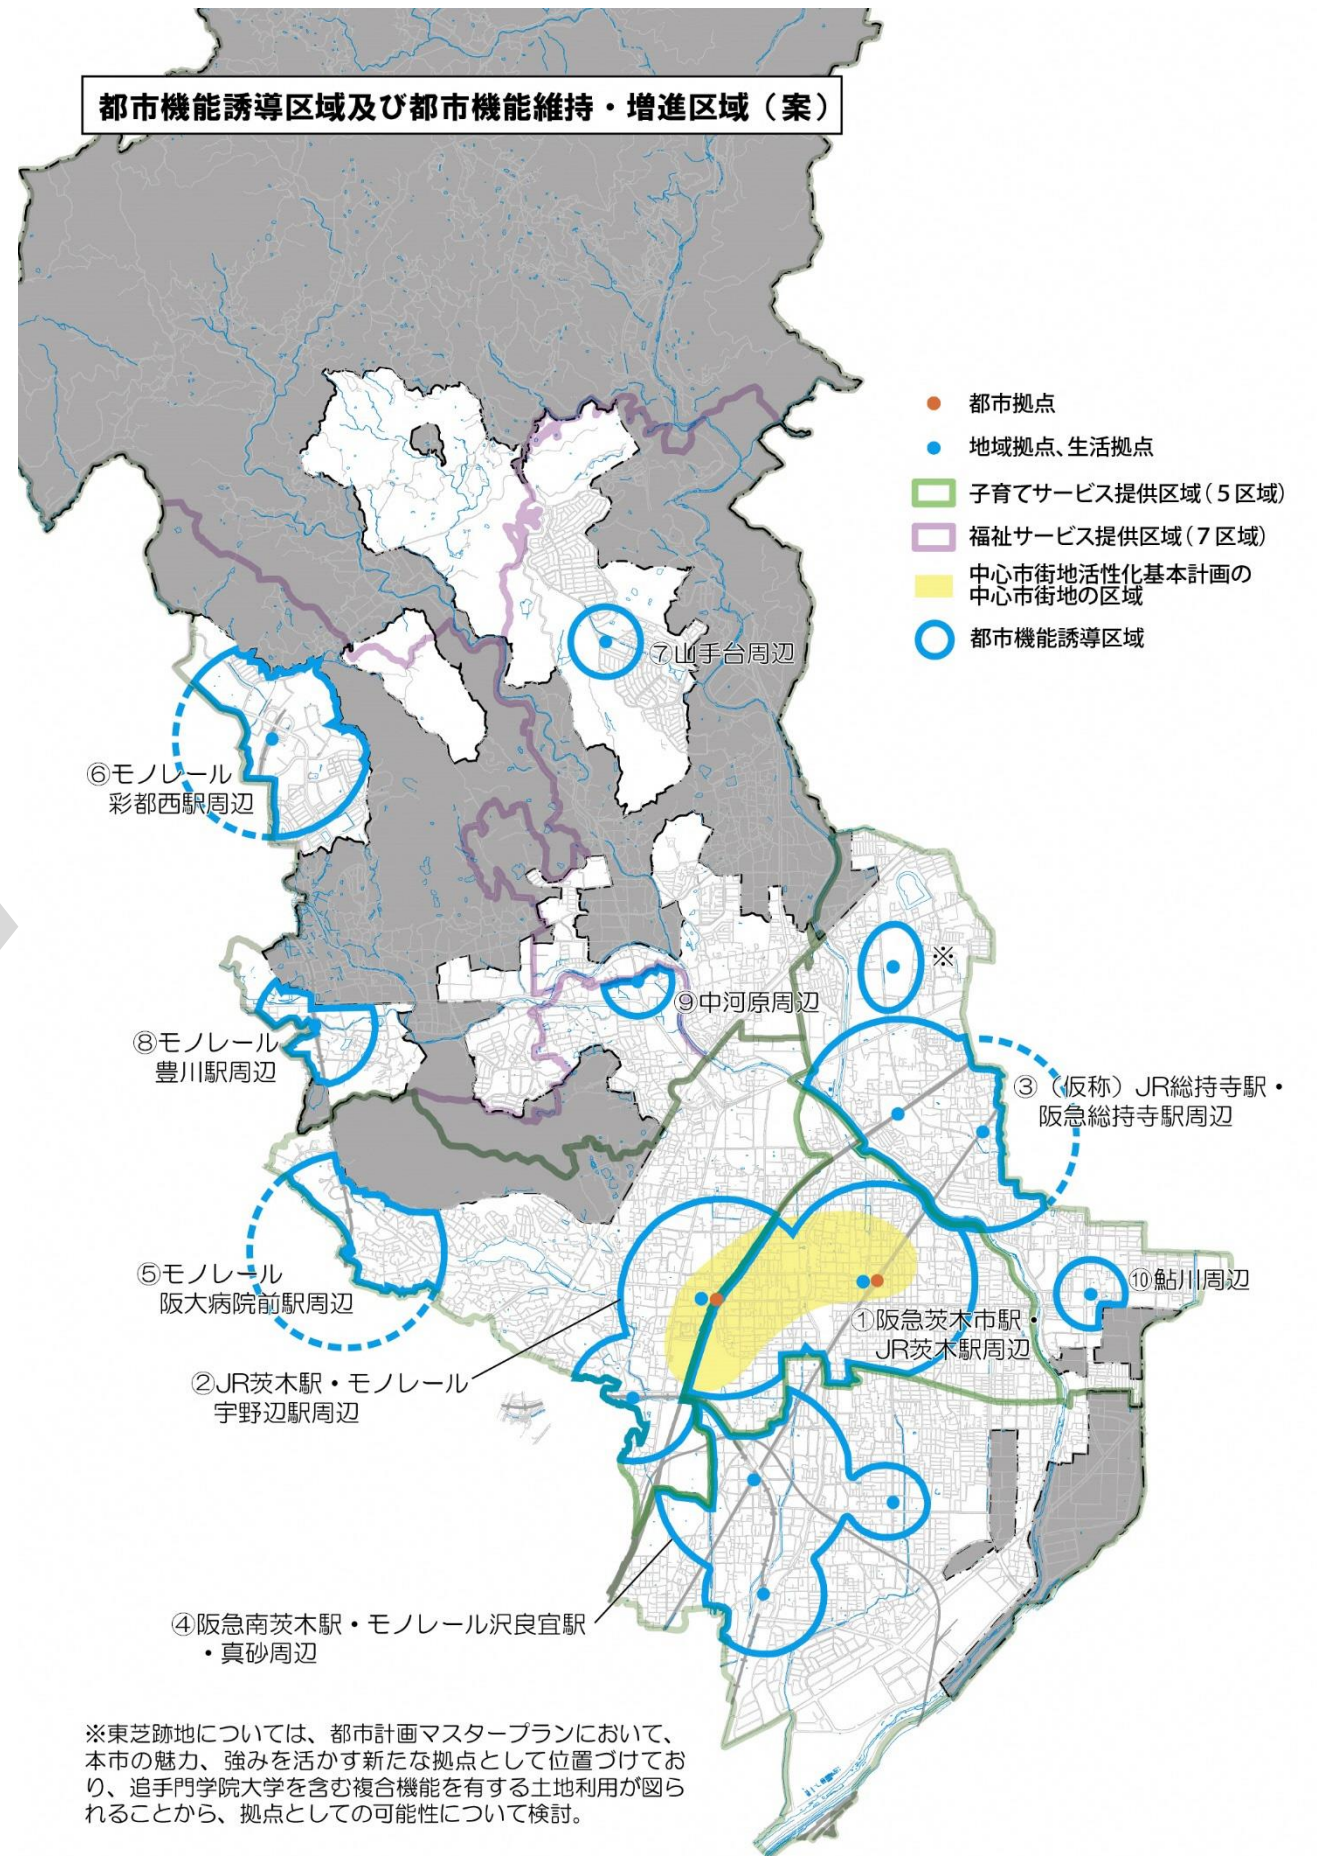 都市機能誘導区域及び都市機能維持・増進区域（案）
都市拠点
地域拠点、生活拠点
子育てサービス提供区域（５区域）
福祉サービス提供区域（７区域）
中心市街地活性化基本計画の
中心市街地の区域
都市機能誘導区域
⑦山手台周辺
⑥モノレール
彩都西駅周辺
※
⑨中河原周辺
⑧モノレール
豊川駅周辺
③（仮称）JR総持寺駅・
阪急総持寺駅周辺
⑤モノレール
阪大病院前駅周辺
⑩鮎川周辺
①阪急茨木市駅・
JR茨木駅周辺
②JR茨木駅・モノレール
宇野辺駅周辺
④阪急南茨木駅・モノレール沢良宜駅
・真砂周辺
※東芝跡地については、都市計画マスタープランにおいて、
本市の魅力、強みを活かす新たな拠点として位置づけてお
り、追手門学院大学を含む複合機能を有する土地利用が図ら
れることから、拠点としての可能性について検討。